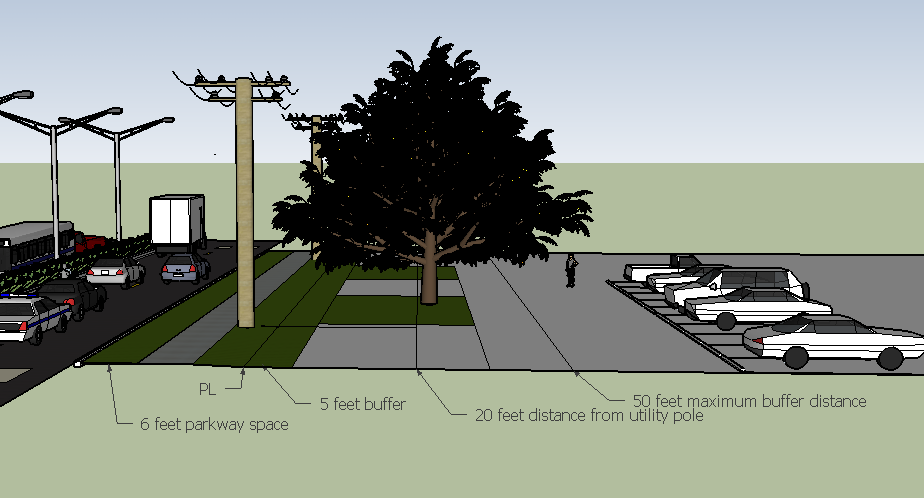 PL
5 feet buffer
50 feet maximum buffer distance
20 feet distance from utility pole
6 feet parkway space